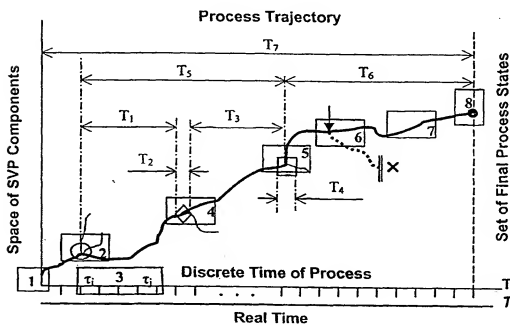 Process Trajectory
T7
T5
T6
T1
T3
T2
T4
8
7
6
5
4
2
1
τi 3 τi
X
Space of SVP Components
Set of Final Process States
Discrete Time of Process
T
7
. . .
Real Time